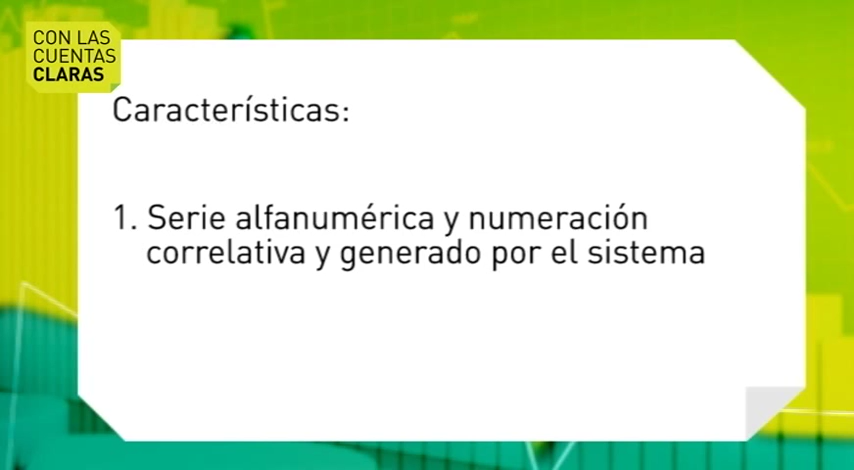 CON LAS
CUENTAS
CLARAS
Características:
1. Serie alfanumérica y numeración
correlativa y generado por el sistema